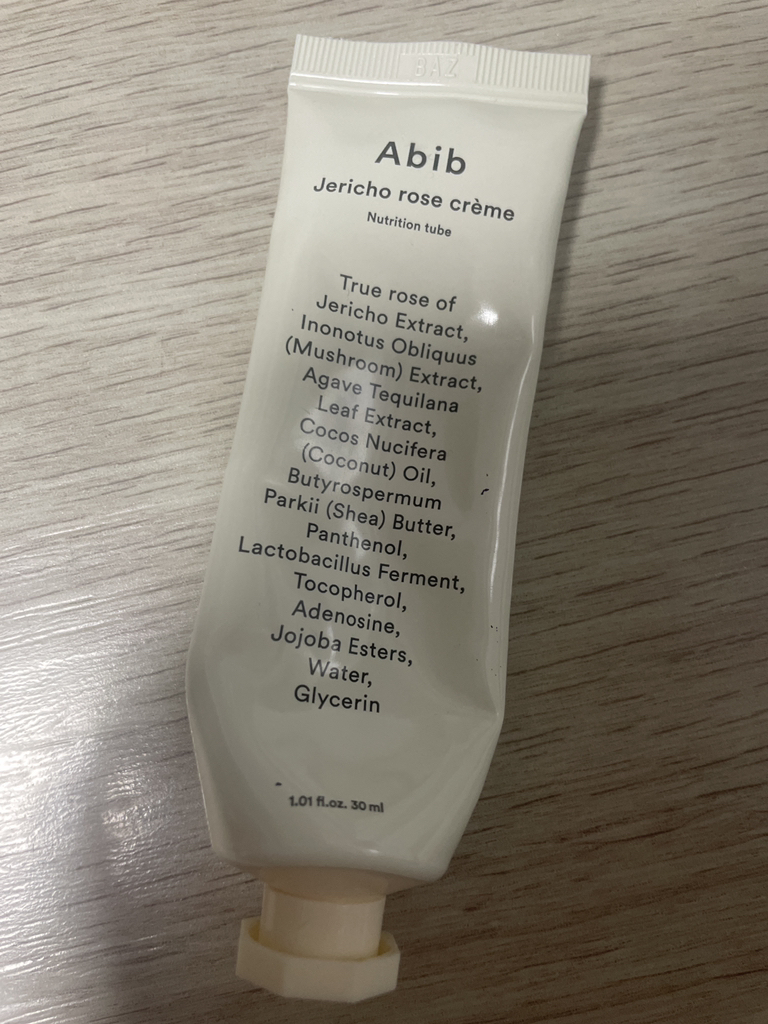 BAZ
Abib
Jericho rose crème
Nutrition tube
True rose of
Jericho Extract,
Inonotus Obliquus
(Mushroom) Extract,
Agave Tequilana
Leaf Extract,
Cocos Nucifera
(Coconut) Oil,
Butyrospermum
Parkii (Shea) Butter,
Panthenol,
Lactobacillus Ferment,
Tocopherol,
Adenosine,
Jojoba Esters,
Water,
Glycerin
1.01 fl.oz. 30 ml